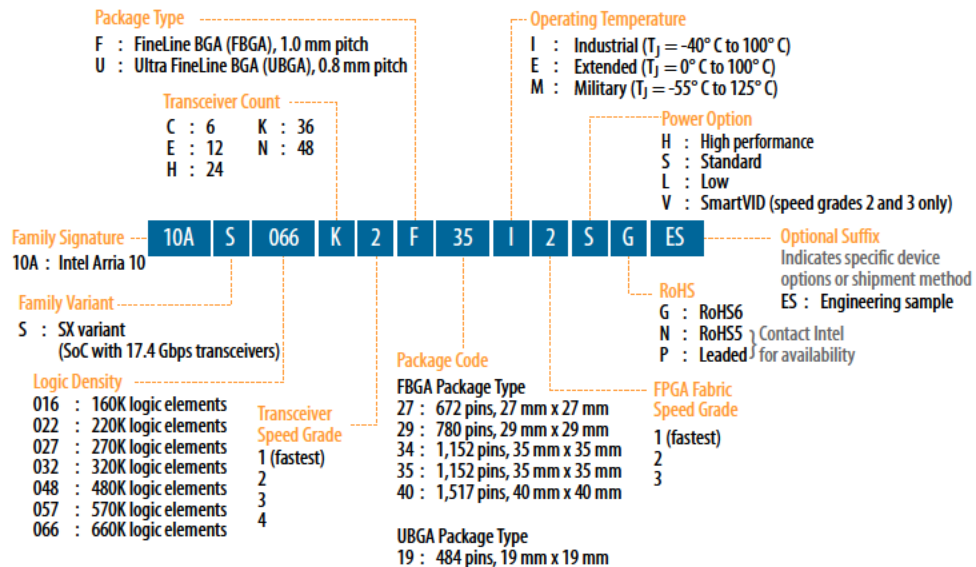 Package Type
F : FineLine BGA (FBGA), 1.0 mm pitch
U : Ultra FineLine BGA (UBGA), 0.8 mm pitch
Operating Temperature
I : Industrial (TJ = -40° C to 100° C)
E : Extended (TJ = 0° C to 100° C)
M : Military (TJ = -55° C to 125° C)
Transceiver Count
C : 6 K : 36
E : 12 N : 48
H : 24
Power Option
H : High performance
S : Standard
L : Low
V : SmartVID (speed grades 2 and 3 only)
10A S 066 K 2 F 35 I 2 S G ES
Family Signature
10A : Intel Arria 10
Optional Suffix
Indicates specific device
options or shipment method
ES : Engineering sample
Family Variant
S : SX variant
(SoC with 17.4 Gbps transceivers)
RoHS
G : RoHS6
N : RoHS5
P : Leaded
Contact Intel
for availability
Logic Density
016 : 160K logic elements
022 : 220K logic elements
027 : 270K logic elements
032 : 320K logic elements
048 : 480K logic elements
057 : 570K logic elements
066 : 660K logic elements
Transceiver
Speed Grade
1 (fastest)
2
3
4
Package Code
FBGA Package Type
27 : 672 pins, 27 mm x 27 mm
29 : 780 pins, 29 mm x 29 mm
34 : 1,152 pins, 35 mm x 35 mm
35 : 1,152 pins, 35 mm x 35 mm
40 : 1,517 pins, 40 mm x 40 mm
UBGA Package Type
19 : 484 pins, 19 mm x 19 mm
FPGA Fabric
Speed Grade
1 (fastest)
2
3